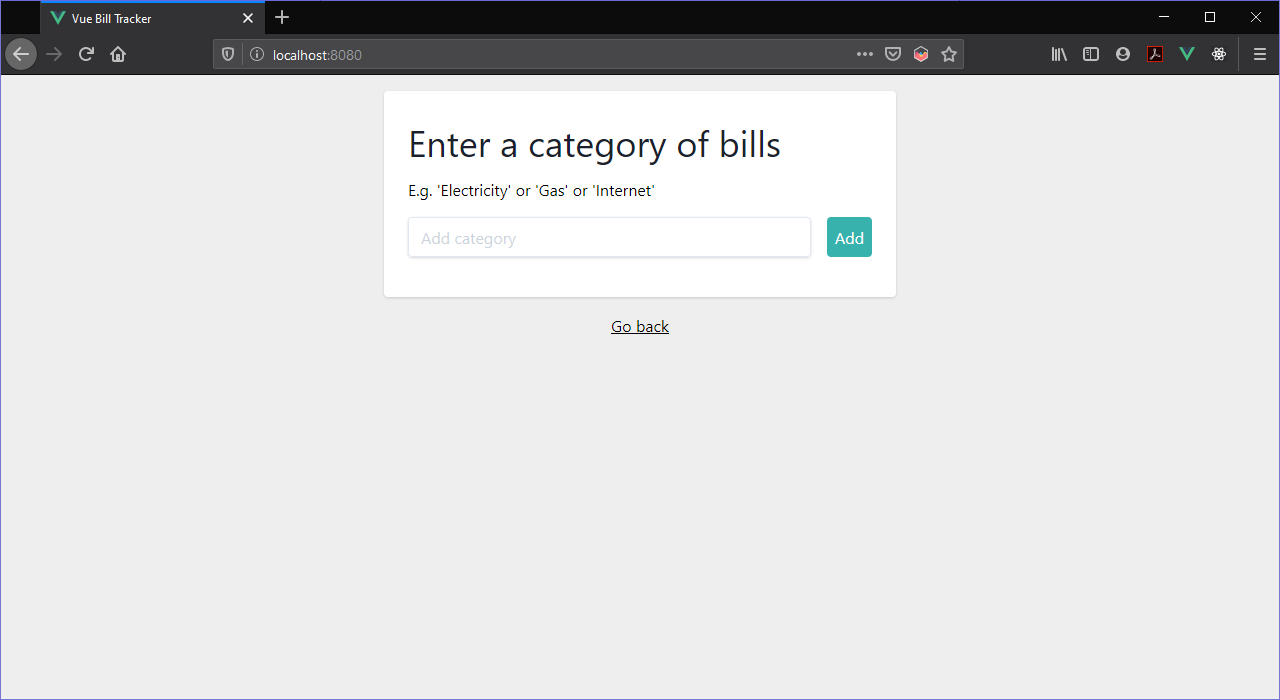 Vue Bill Tracker
localhost:8080
Enter a category of bills
E.g. 'Electricity' or 'Gas' or 'Internet'
Add category
Add
Go back